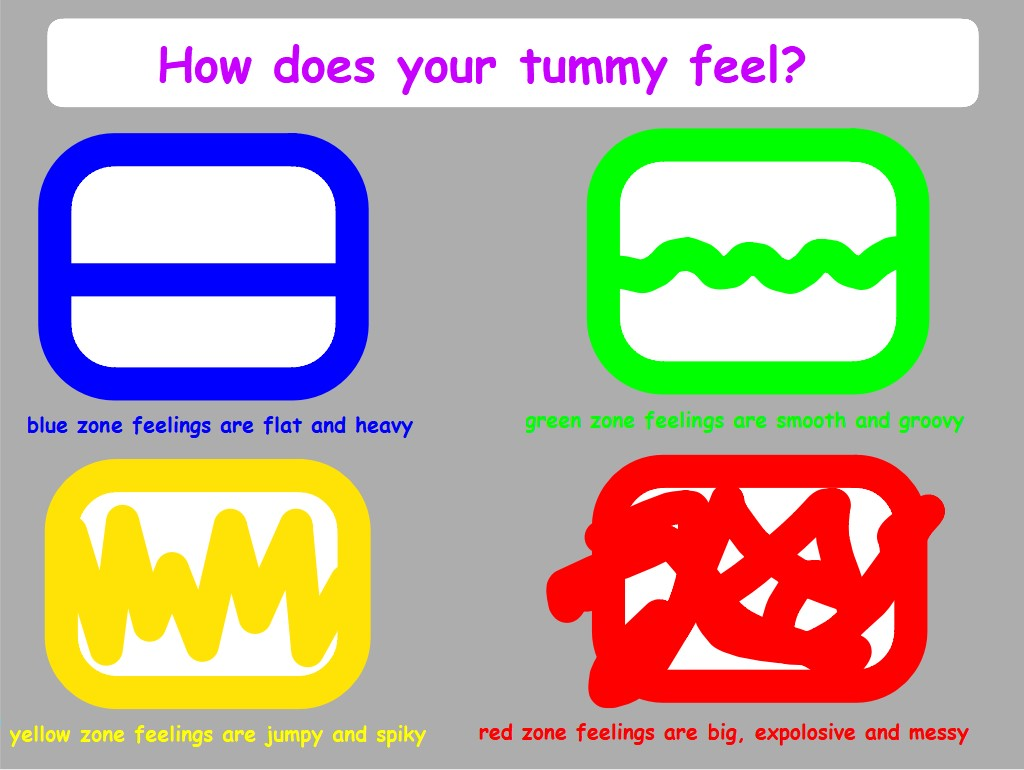 How does your tummy feel?
blue zone feelings are flat and heavy
green zone feelings are smooth and groovy
yellow zone feelings are jumpy and spiky
red zone feelings are big, expolosive and messy